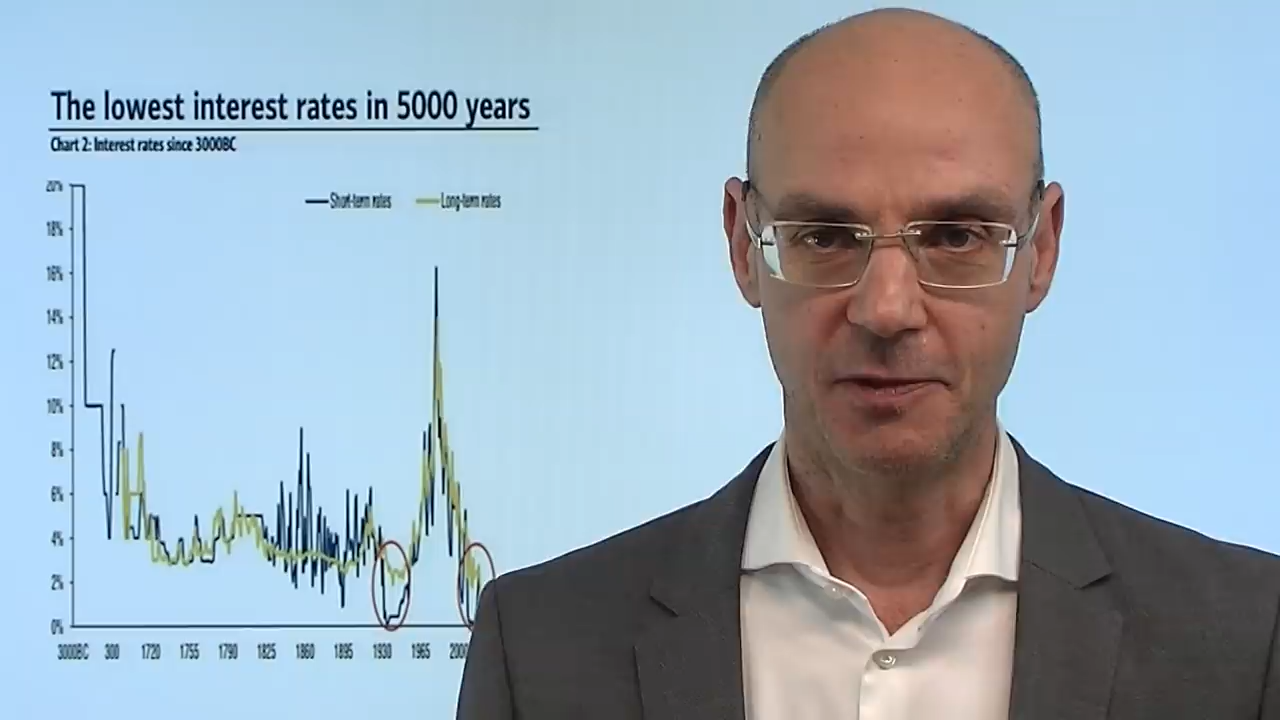 The lowest interest rates in 5000 years
Chart 2: Interest rates since 3000BC
20%
Short-term rates Long-term rates
18%
16%
14%
12%
10%
8%
6%
4%
2%
0%
3000BC 300 1720 1755 1790 1825 1860 1895 1930 1965 2000